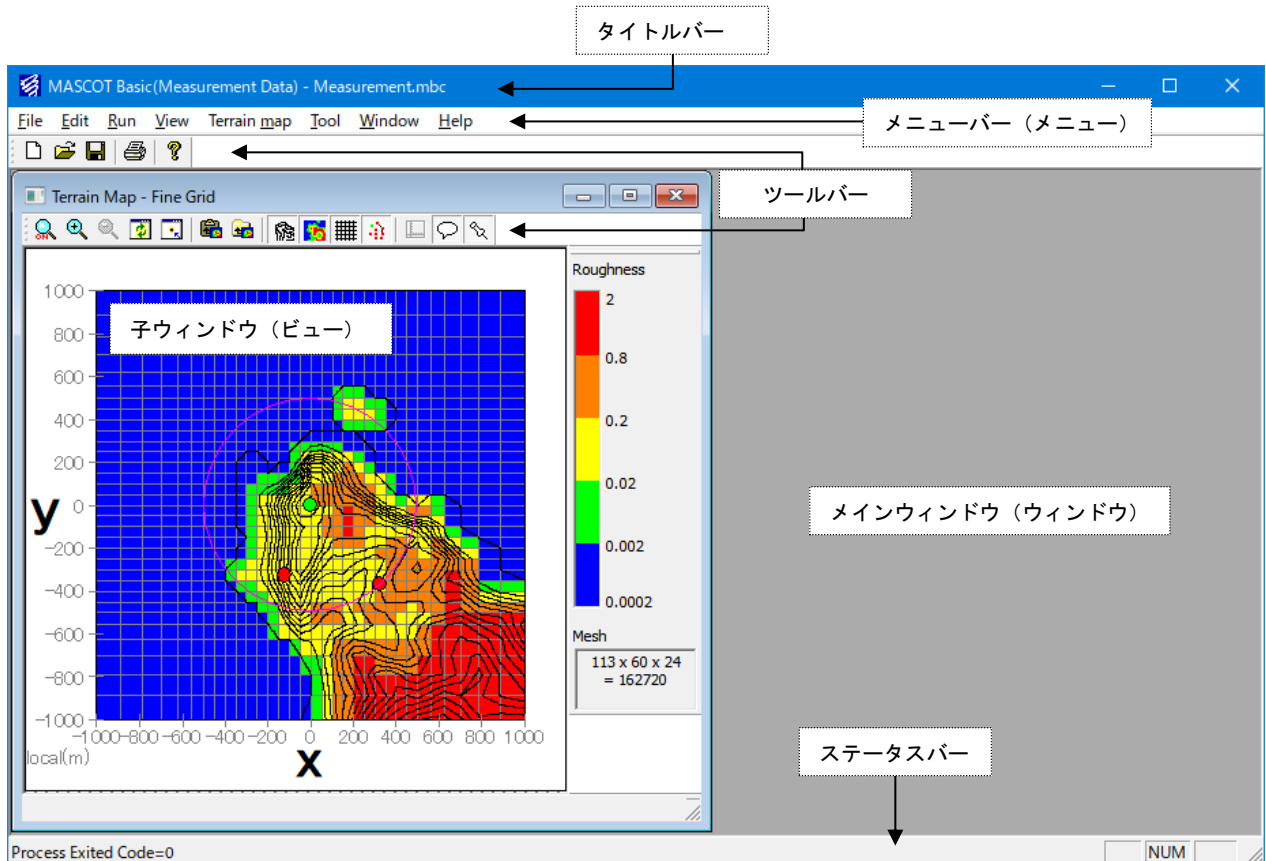 タイトルバー
MASCOT Basic(Measurement Data) - Measurement.mbc
File Edit Run View Terrain map Tool Window Help
メニューバー（メニュー）
ツールバー
Terrain Map - Fine Grid
ON
子ウィンドウ（ビュー）
1000
800
600
400
200
0
-200
-400
-600
-800
-1000
y
-1000 -800 -600 -400 -200 0 200 400 600 800 1000
local(m)
x
Roughness
2
0.8
0.2
0.02
0.002
0.0002
Mesh
113 x 60 x 24
= 162720
メインウィンドウ（ウィンドウ）
ステータスバー
Process Exited Code=0
NUM